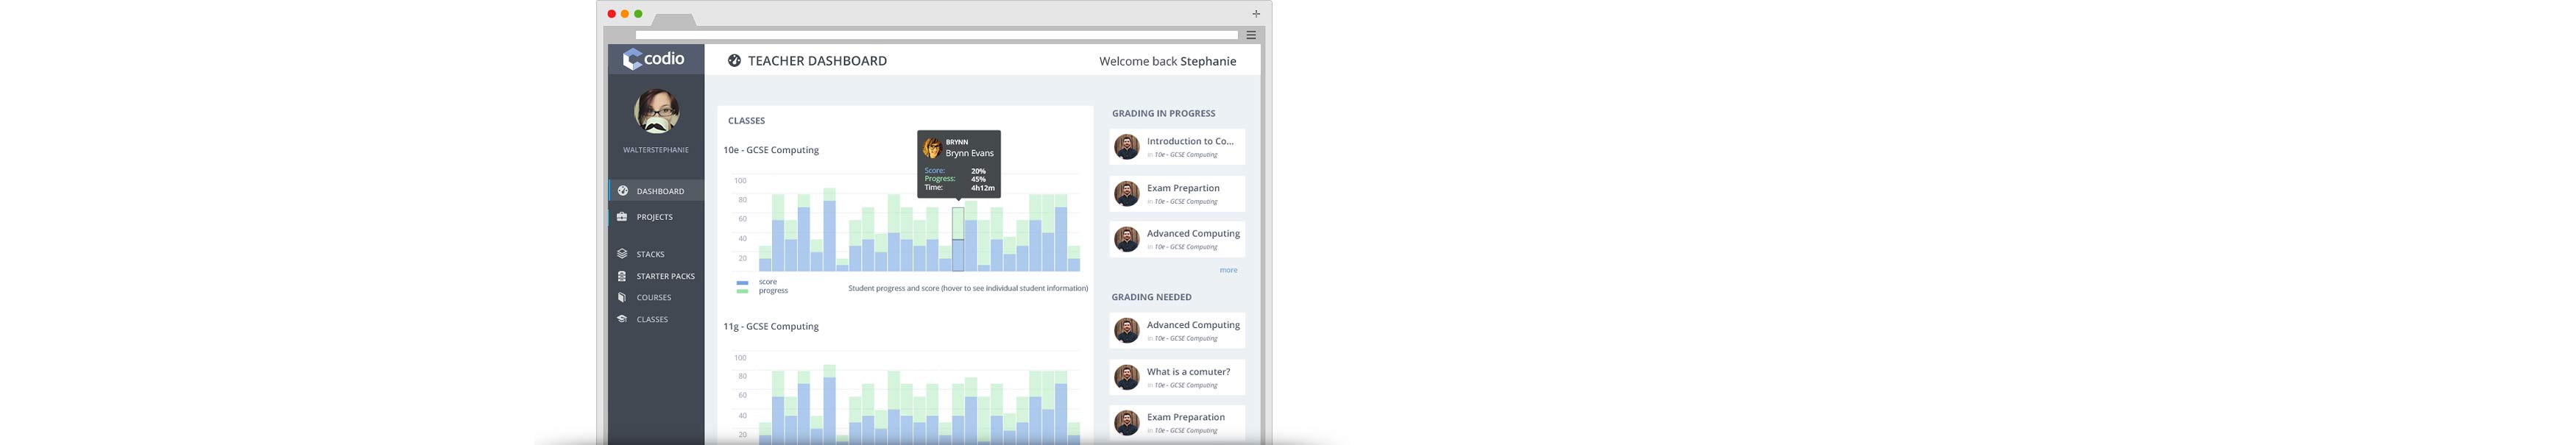 codio
TEACHER DASHBOARD
Welcome back Stephanie
WALTERSTEPHANIE
DASHBOARD
PROJECTS
STACKS
STARTER PACKS
COURSES
CLASSES
CLASSES
10e - GCSE Computing
BRYNN
Brynn Evans
Score: 20%
Progress: 45%
Time: 4h12m
100
80
60
40
20
score
progress
Student progress and score (hover to see individual student information)
11g - GCSE Computing
100
80
60
40
20
GRADING IN PROGRESS
Introduction to Co...
in 10e - GCSE Computing
Exam Prepartion
in 10e - GCSE Computing
Advanced Computing
in 10e - GCSE Computing
more
GRADING NEEDED
Advanced Computing
in 10e - GCSE Computing
What is a comuter?
in 10e - GCSE Computing
Exam Preparation
in 10e - GCSE Computing